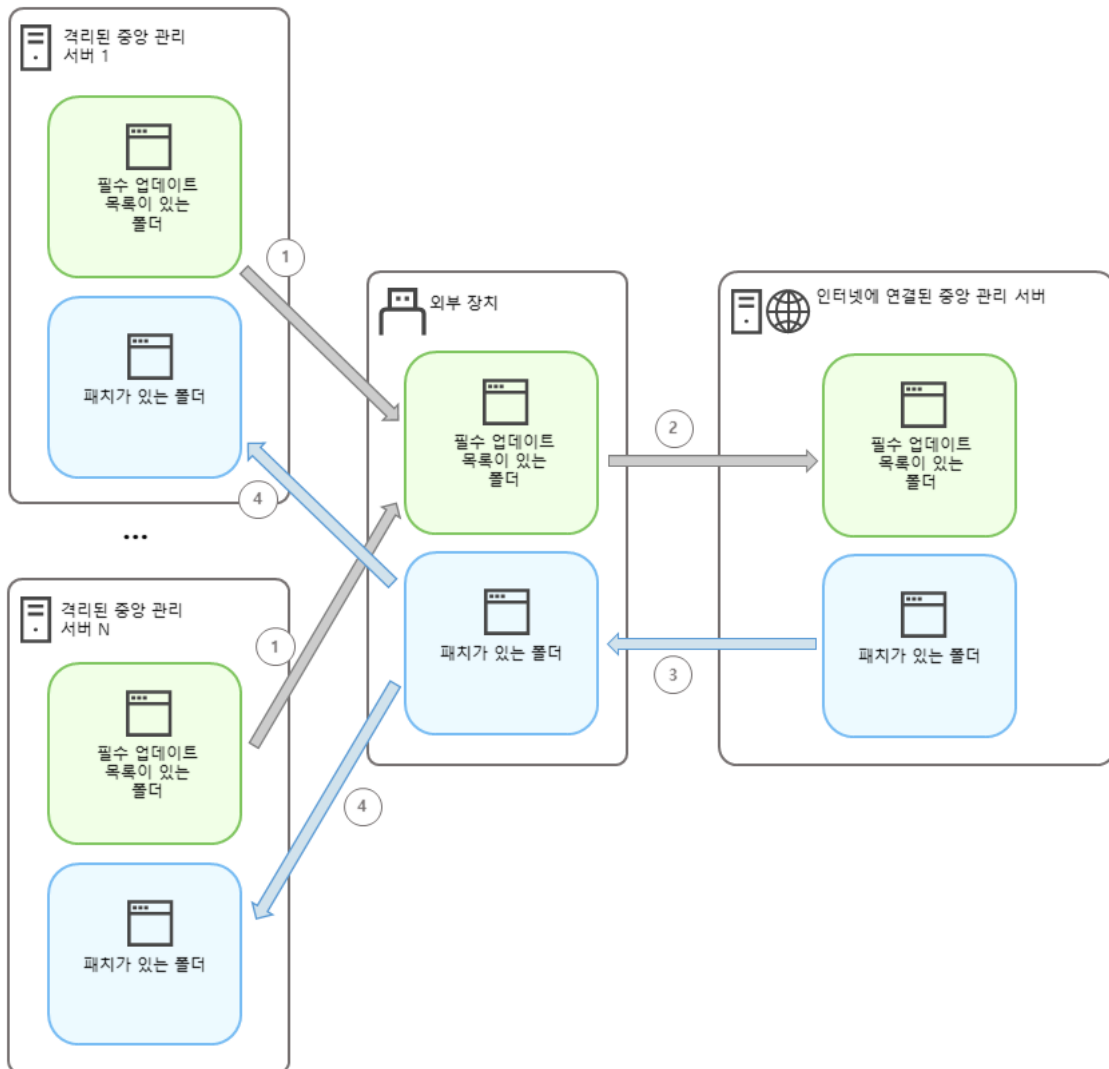 격리된 중앙 관리
서버 1
필수 업데이트
목록이 있는
폴더
1
패치가 있는 폴더
4
...
외부 장치
필수 업데이트
목록이 있는
폴더
2
인터넷에 연결된 중앙 관리 서버
필수 업데이트
목록이 있는
폴더
패치가 있는 폴더
3
패치가 있는 폴더
격리된 중앙 관리
서버 N
1
필수 업데이트
목록이 있는
폴더
4
패치가 있는 폴더